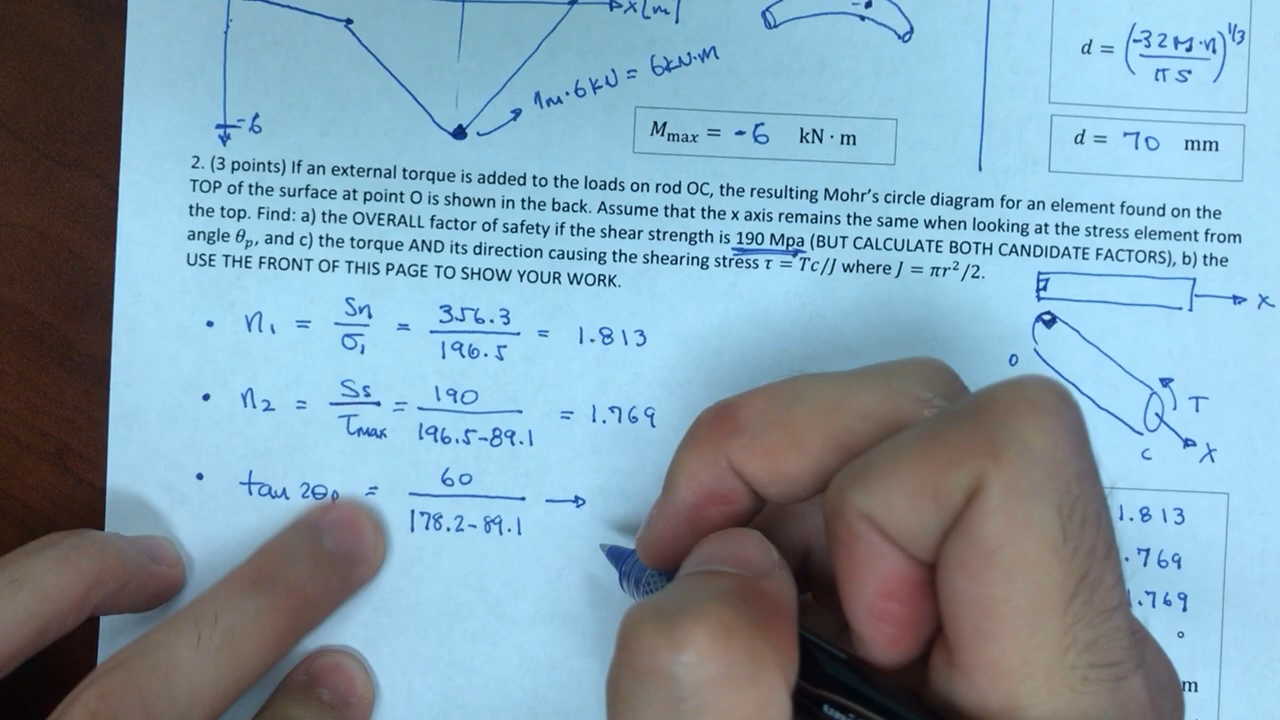 x[m]
-6
1m·6kN = 6kN·m
M_max = -6 kN · m
d = (-32M·n / πS)^1/3
d = 70 mm
2. (3 points) If an external torque is added to the loads on rod OC, the resulting Mohr's circle diagram for an element found on the
TOP of the surface at point O is shown in the back. Assume that the x axis remains the same when looking at the stress element from
the top. Find: a) the OVERALL factor of safety if the shear strength is 190 Mpa (BUT CALCULATE BOTH CANDIDATE FACTORS), b) the
angle θp, and c) the torque AND its direction causing the shearing stress τ = Tc/J where J = πr²/2.
USE THE FRONT OF THIS PAGE TO SHOW YOUR WORK.
• n₁ = Sn / σ₁ = 356.3 / 196.5 = 1.813
• n₂ = Ss / τmax = 190 / 196.5-89.1 = 1.769
• tan 2θp = 60 / 178.2-89.1 →
x
O
T
C
x
1.813
.769
1.769
°
m